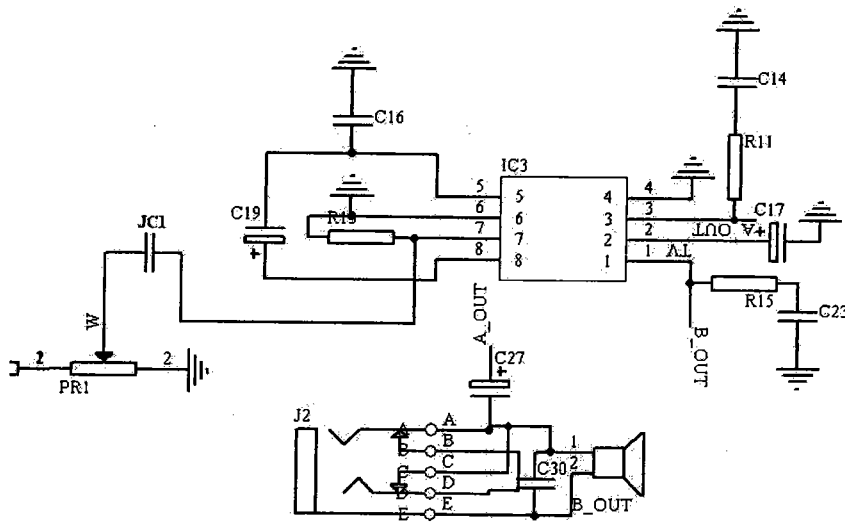 C14
C16
R11
IC3
5 5
4 4
6 6
3 3
7 7
2 2
8 8
1 1
C19
R13
C17
+
+
A_OUT
TV
JC1
W
R15
C23
B_OUT
A_OUT
2
2
PR1
C27
+
J2
A A
B B
C C
D D
E E
C30
1
2
B_OUT